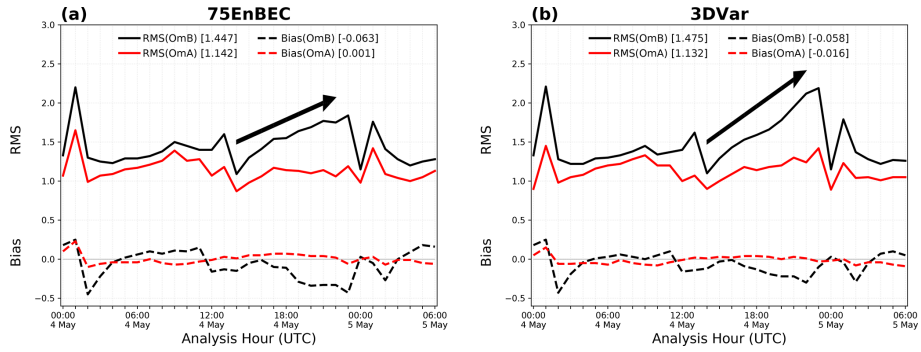 (a) 75EnBEC
RMS(OmB) [1.447] Bias(OmB) [-0.063]
RMS(OmA) [1.142] Bias(OmA) [0.001]
3.0
2.5
2.0
1.5
1.0
0.5
0.0
−0.5
RMS
Bias
00:00 06:00 12:00 18:00 00:00 06:00
4 May 4 May 4 May 4 May 5 May 5 May
Analysis Hour (UTC)
(b) 3DVar
RMS(OmB) [1.475] Bias(OmB) [-0.058]
RMS(OmA) [1.132] Bias(OmA) [-0.016]
3.0
2.5
2.0
1.5
1.0
0.5
0.0
−0.5
RMS
Bias
00:00 06:00 12:00 18:00 00:00 06:00
4 May 4 May 4 May 4 May 5 May 5 May
Analysis Hour (UTC)